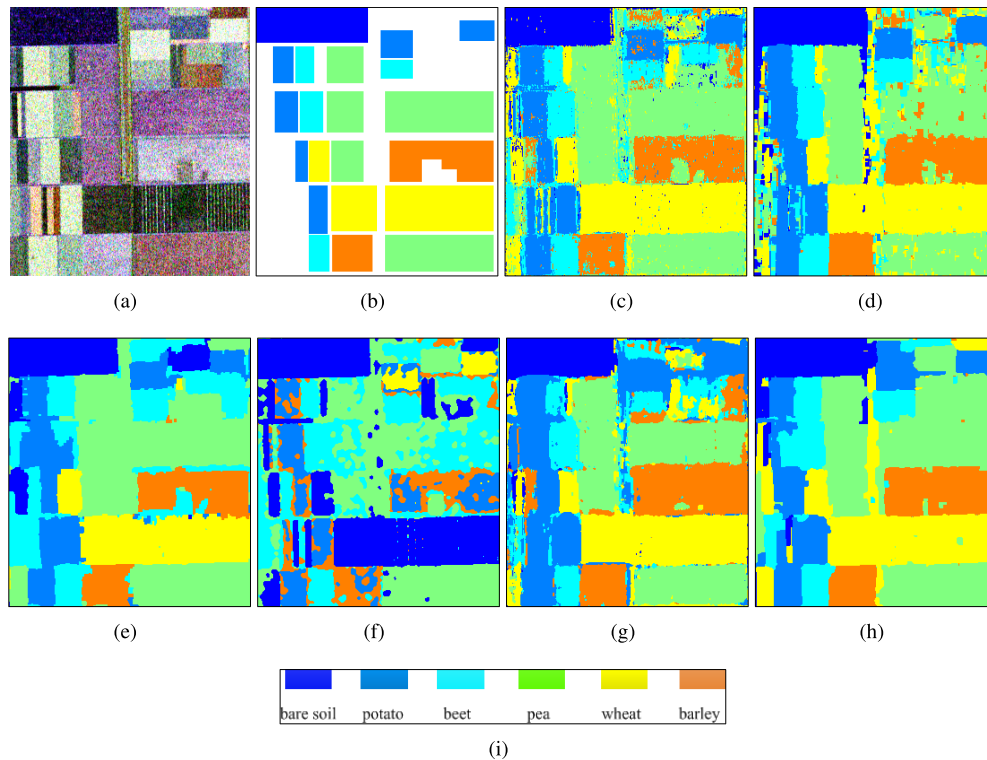 (a) (b) (c) (d)
(e) (f) (g) (h)
bare soil potato beet pea wheat barley
(i)